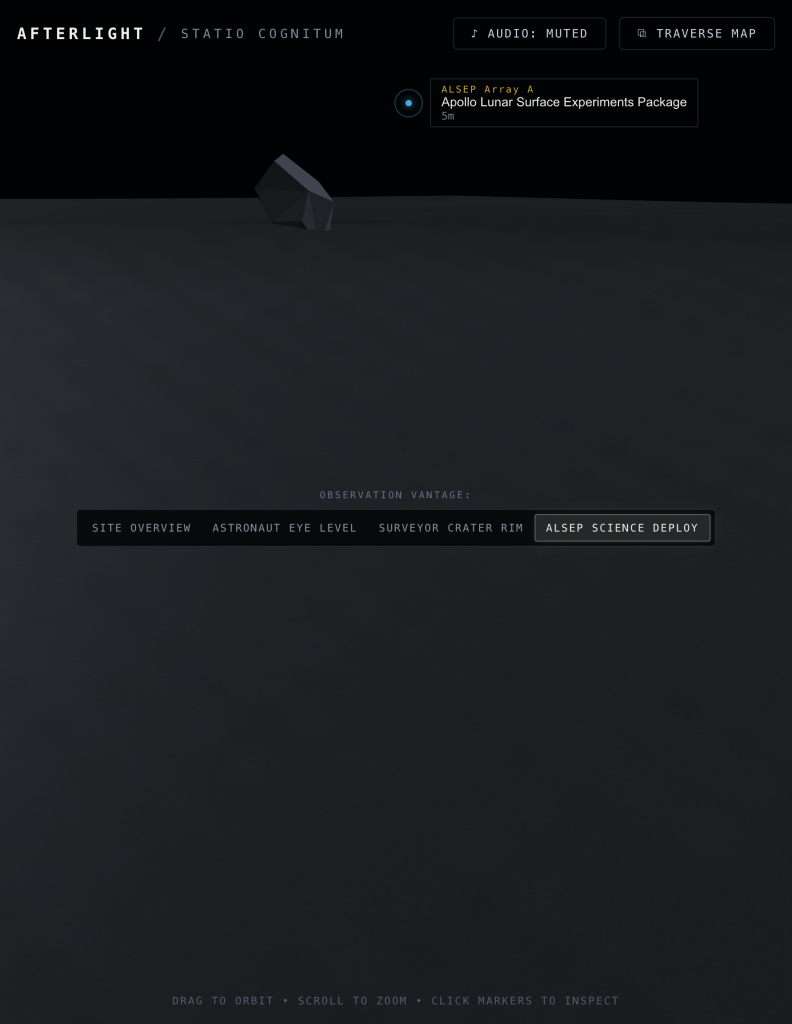 AFTERLIGHT / STATIO COGNITUM
♪ AUDIO: MUTED
TRAVERSE MAP
ALSEP Array A
Apollo Lunar Surface Experiments Package
5m
OBSERVATION VANTAGE:
SITE OVERVIEW ASTRONAUT EYE LEVEL SURVEYOR CRATER RIM ALSEP SCIENCE DEPLOY
DRAG TO ORBIT • SCROLL TO ZOOM • CLICK MARKERS TO INSPECT